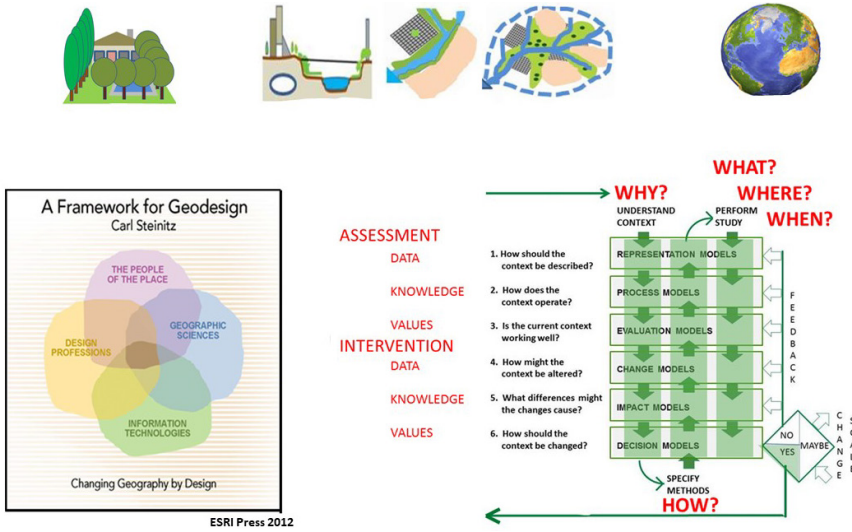 A Framework for Geodesign
Carl Steinitz
THE PEOPLE
OF THE PLACE
DESIGN
PROFESSIONS
GEOGRAPHIC
SCIENCES
INFORMATION
TECHNOLOGIES
Changing Geography by Design
ESRI Press 2012
ASSESSMENT
DATA
KNOWLEDGE
VALUES
INTERVENTION
DATA
KNOWLEDGE
VALUES
WHAT?
WHY?
WHERE?
WHEN?
UNDERSTAND
CONTEXT
PERFORM
STUDY
1. How should the
context be described?
REPRESENTATION MODELS
2. How does the
context operate?
PROCESS MODELS
3. Is the current context
working well?
EVALUATION MODELS
4. How might the
context be altered?
CHANGE MODELS
5. What differences might
the changes cause?
IMPACT MODELS
6. How should the
context be changed?
DECISION MODELS
FEEDBACK
NO
YES
MAYBE
CHANGE
SPECIFY
METHODS
HOW?